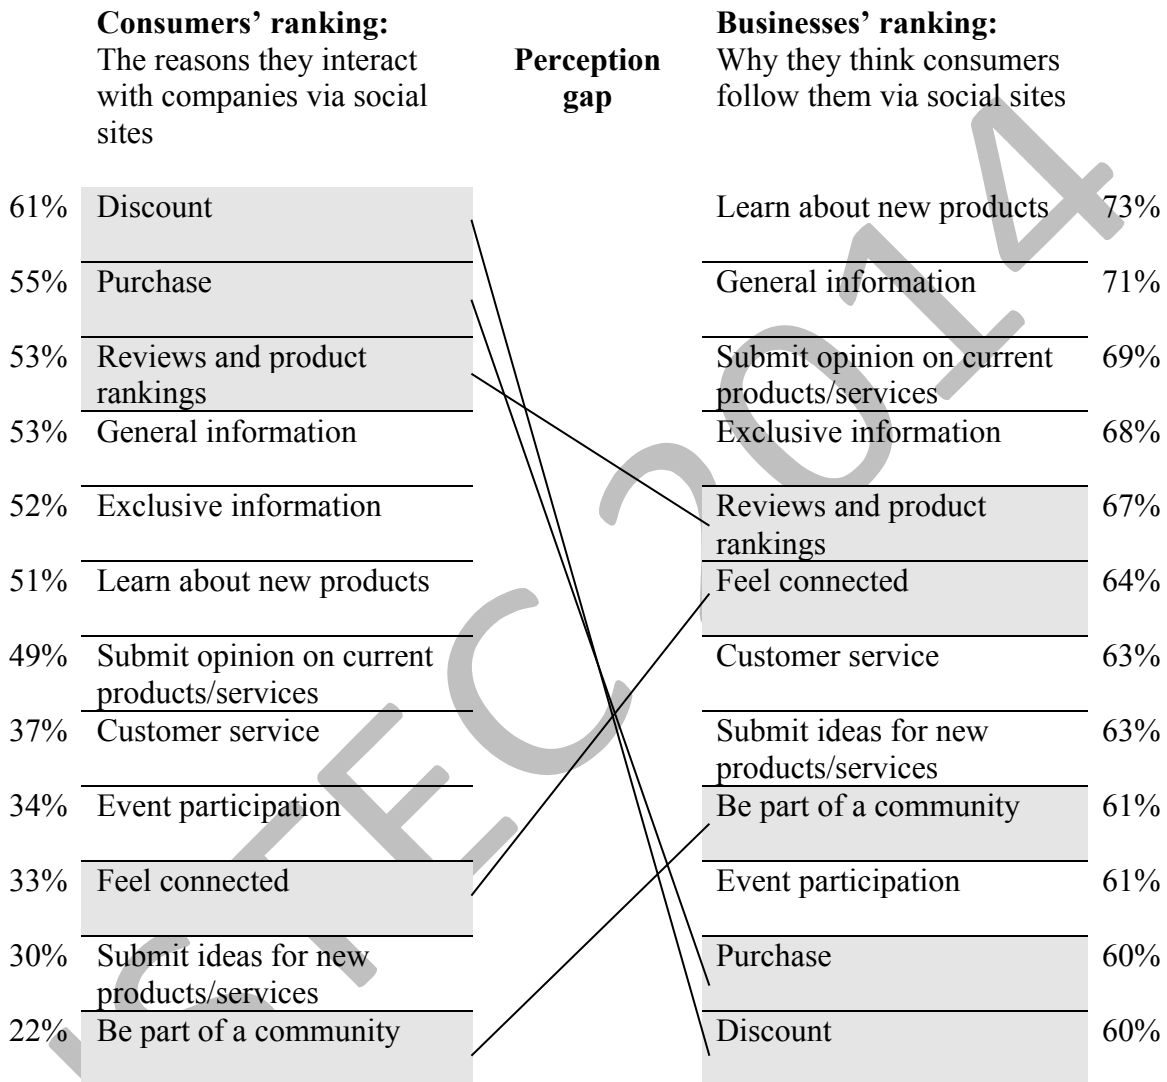 Consumers’ ranking:
The reasons they interact
with companies via social
sites
Perception
gap
Businesses’ ranking:
Why they think consumers
follow them via social sites
61% Discount
Learn about new products 73%
55% Purchase
General information 71%
53% Reviews and product
rankings
Submit opinion on current 69%
products/services
53% General information
Exclusive information 68%
52% Exclusive information
Reviews and product 67%
rankings
51% Learn about new products
Feel connected 64%
49% Submit opinion on current
products/services
Customer service 63%
37% Customer service
Submit ideas for new 63%
products/services
34% Event participation
Be part of a community 61%
33% Feel connected
Event participation 61%
30% Submit ideas for new
products/services
Purchase 60%
22% Be part of a community
Discount 60%
2014